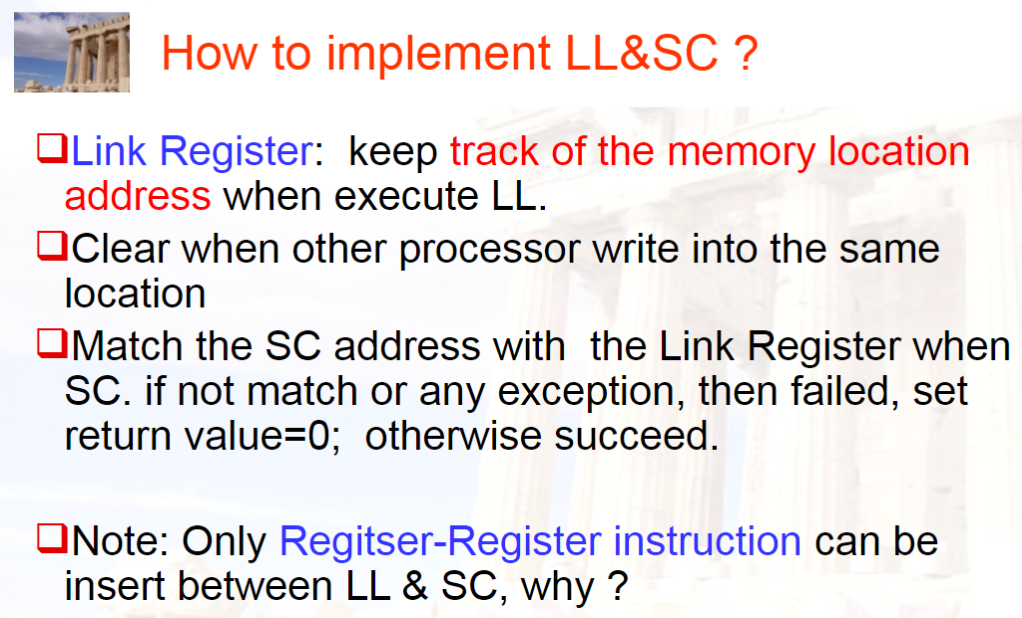 How to implement LL&SC ?
❑Link Register: keep track of the memory location
address when execute LL.
❑Clear when other processor write into the same
location
❑Match the SC address with the Link Register when
SC. if not match or any exception, then failed, set
return value=0; otherwise succeed.
❑Note: Only Regitser-Register instruction can be
insert between LL & SC, why ?